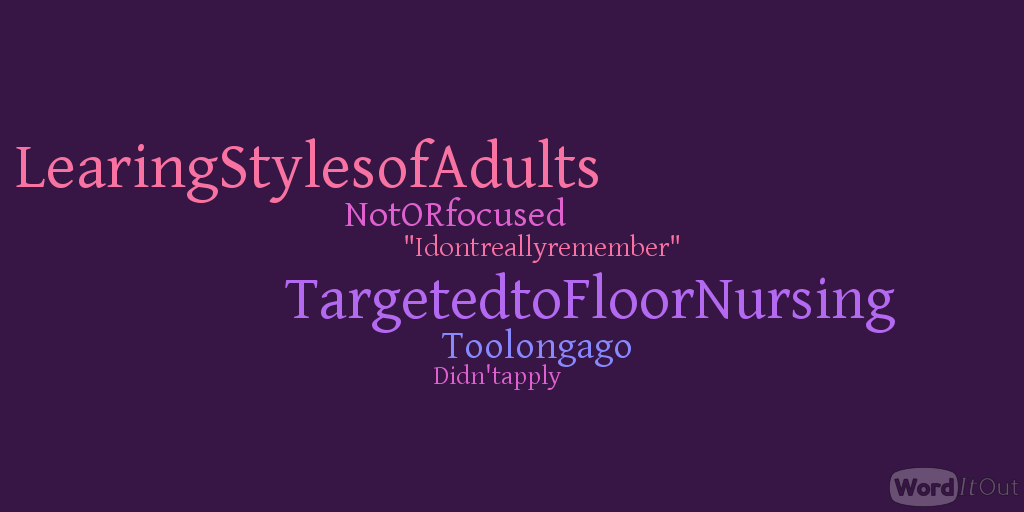 LearingStylesofAdults
NotORfocused
"Idontreallyremember"
TargetedtoFloorNursing
Toolongago
Didn'tapply
WordItOut